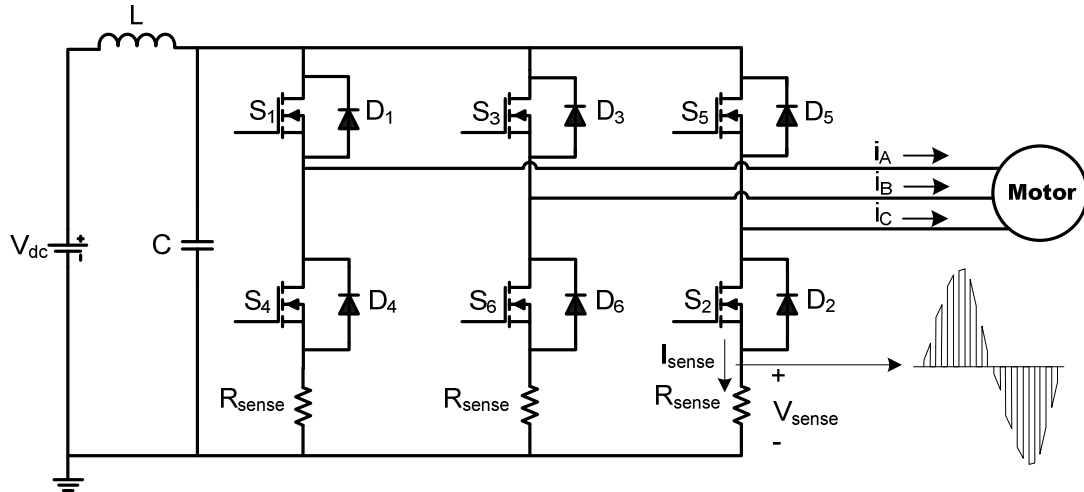 L
S1 D1 S3 D3 S5 D5
iA
iB
iC
Motor
Vdc + -
C
S4 D4 S6 D6 S2 D2
Isense
Rsense Rsense Rsense
+
Vsense
-